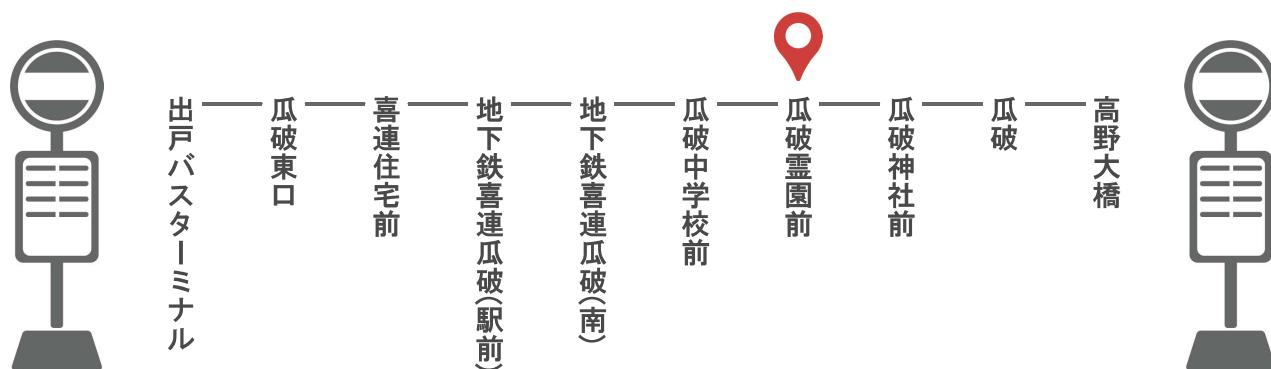 出戸バスターミナル
瓜破東口
喜連住宅前
地下鉄喜連瓜破(駅前)
地下鉄喜連瓜破(南)
瓜破中学校前
瓜破霊園前
瓜破神社前
瓜破
高野大橋